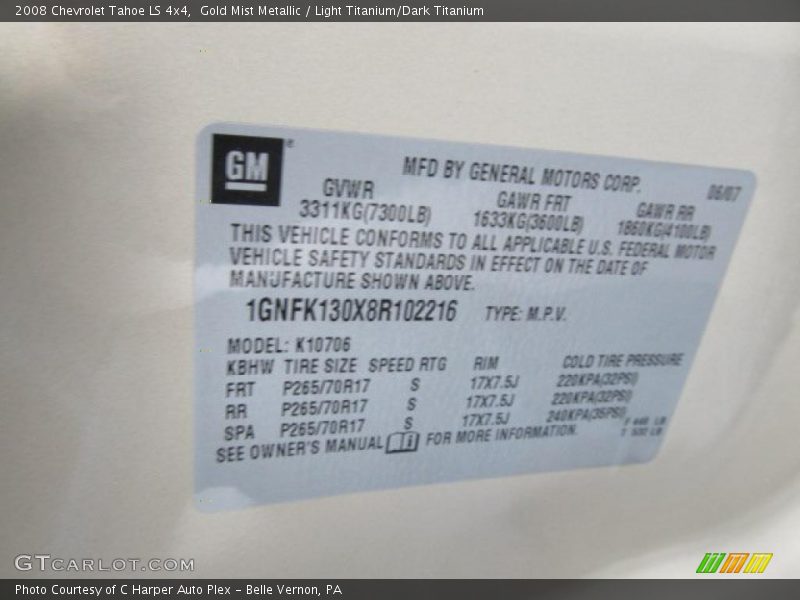 2008 Chevrolet Tahoe LS 4x4,  Gold Mist Metallic / Light Titanium/Dark Titanium
GM
MFD BY GENERAL MOTORS CORP. 06/07
GVWR GAWR FRT GAWR RR
3311KG(7300LB) 1633KG(3600LB) 1860KG(4100LB)
THIS VEHICLE CONFORMS TO ALL APPLICABLE U.S. FEDERAL MOTOR
VEHICLE SAFETY STANDARDS IN EFFECT ON THE DATE OF
MANUFACTURE SHOWN ABOVE.
1GNFK130X8R102216 TYPE: M.P.V.
MODEL: K10706
KBHW TIRE SIZE SPEED RTG RIM COLD TIRE PRESSURE
FRT P265/70R17 S 17X7.5J 220KPA(32PSI)
RR P265/70R17 S 17X7.5J 220KPA(32PSI)
SPA P265/70R17 S 17X7.5J 240KPA(35PSI)
SEE OWNER'S MANUAL FOR MORE INFORMATION.
GTCARLOT.COM
Photo Courtesy of C Harper Auto Plex – Belle Vernon, PA